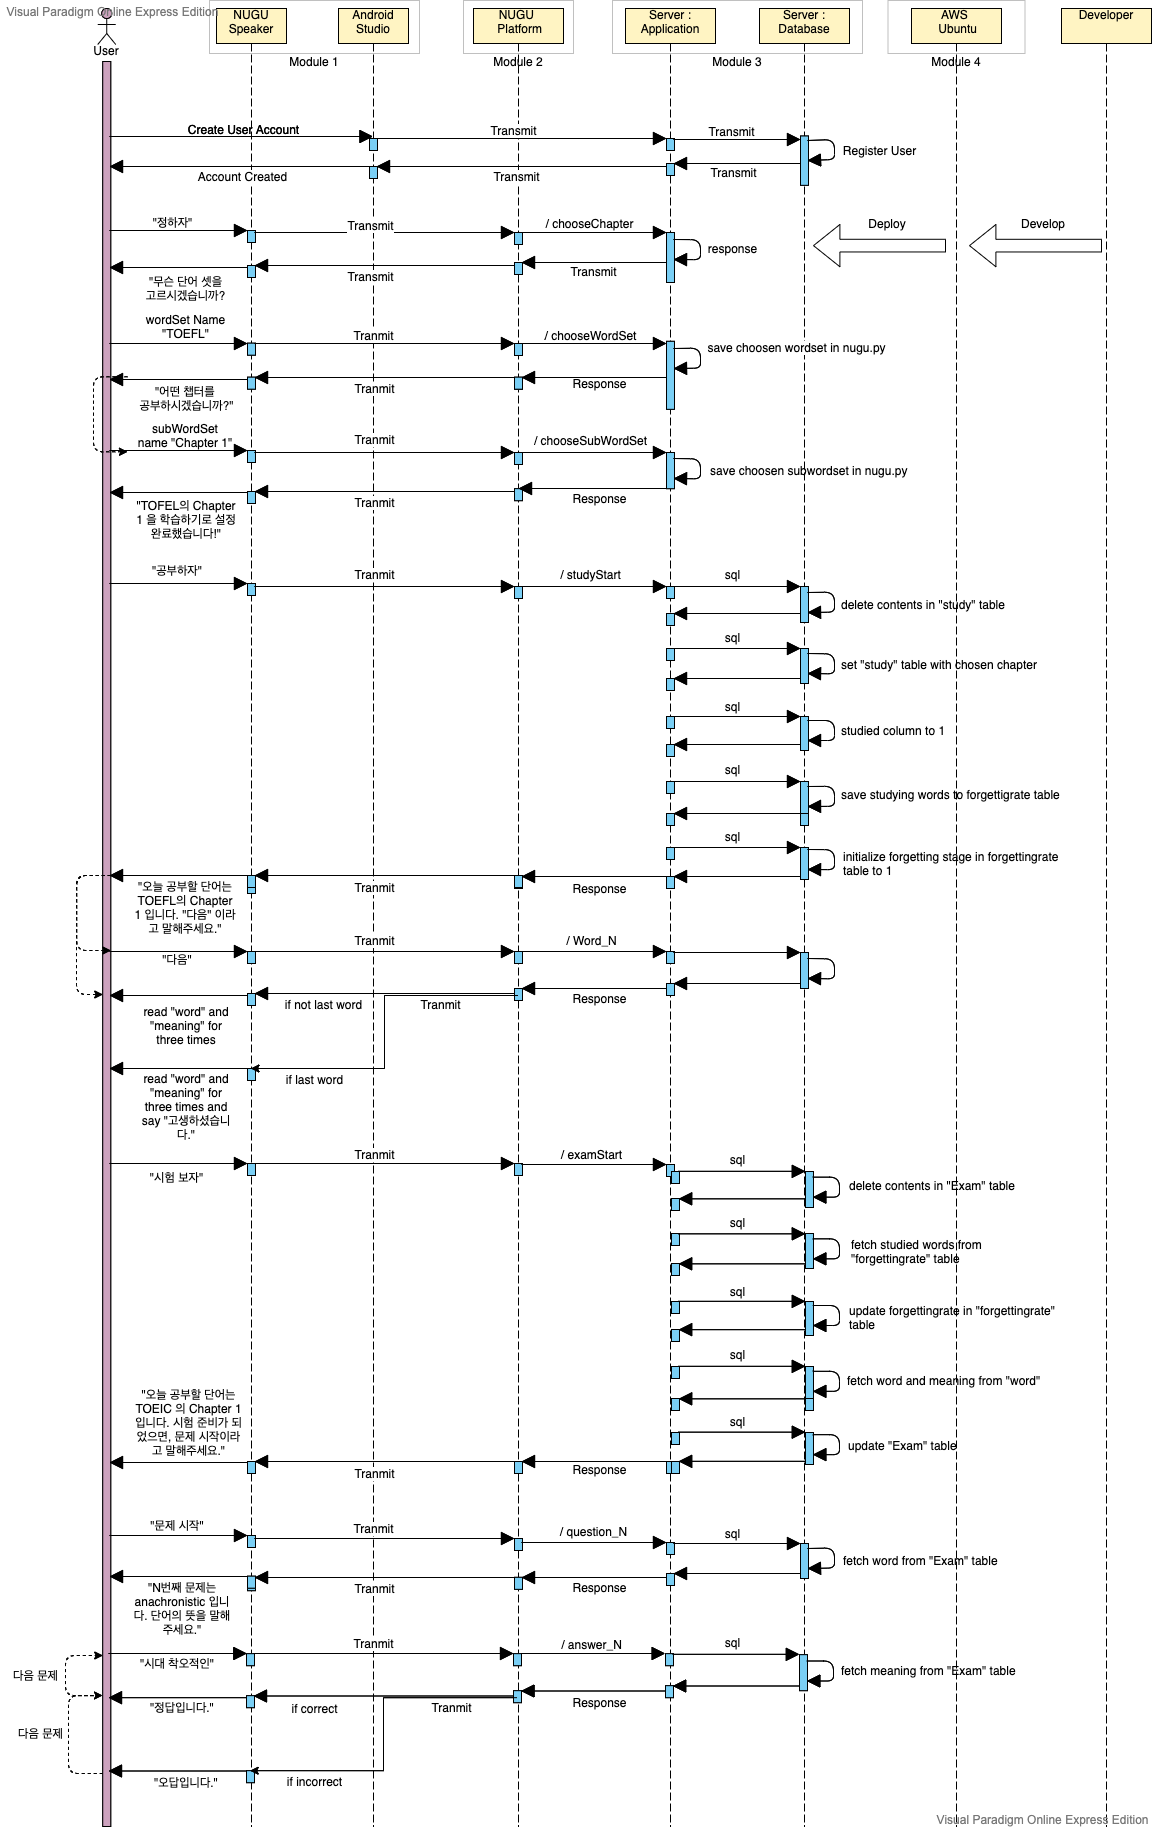 Visual Paradigm Online Express Edition
User
NUGU
Speaker
Android
Studio
NUGU
Platform
Server :
Application
Server :
Database
AWS
Ubuntu
Developer
Module 1
Module 2
Module 3
Module 4
Create User Account
Transmit
Transmit
Register User
Account Created
Transmit
Transmit
"정하자"
Transmit
/ chooseChapter
response
Deploy
Develop
Transmit
Transmit
"무슨 단어 셋을
고르시겠습니까?
wordSet Name
"TOEFL"
Tranmit
/ chooseWordSet
save choosen wordset in nugu.py
Tranmit
Response
"어떤 챕터를
공부하시겠습니까?"
subWordSet
name "Chapter 1"
Tranmit
/ chooseSubWordSet
save choosen subwordset in nugu.py
Tranmit
Response
"TOFEL의 Chapter
1 을 학습하기로 설정
완료했습니다!"
"공부하자"
Tranmit
/ studyStart
sql
delete contents in "study" table
sql
set "study" table with chosen chapter
sql
studied column to 1
sql
save studying words to forgettigrate table
sql
initialize forgetting stage in forgettingrate
table to 1
Tranmit
Response
"오늘 공부할 단어는
TOEFL의 Chapter
1 입니다. "다음" 이라
고 말해주세요."
Tranmit
/ Word_N
"다음"
if not last word
Tranmit
Response
read "word" and
"meaning" for
three times
if last word
read "word" and
"meaning" for
three times and
say "고생하셨습니
다."
Tranmit
/ examStart
sql
"시험 보자"
delete contents in "Exam" table
sql
fetch studied words from
"forgettingrate" table
sql
update forgettingrate in "forgettingrate"
table
sql
fetch word and meaning from "word"
"오늘 공부할 단어는
TOEIC 의 Chapter 1
입니다. 시험 준비가 되
었으면, 문제 시작이라
고 말해주세요."
sql
update "Exam" table
Tranmit
Response
"문제 시작"
Tranmit
/ question_N
sql
fetch word from "Exam" table
Tranmit
Response
"N번째 문제는
anachronistic 입니
다. 단어의 뜻을 말해
주세요."
Tranmit
/ answer_N
sql
"시대 착오적인"
fetch meaning from "Exam" table
다음 문제
"정답입니다."
if correct
Tranmit
Response
다음 문제
"오답입니다."
if incorrect
Visual Paradigm Online Express Edition